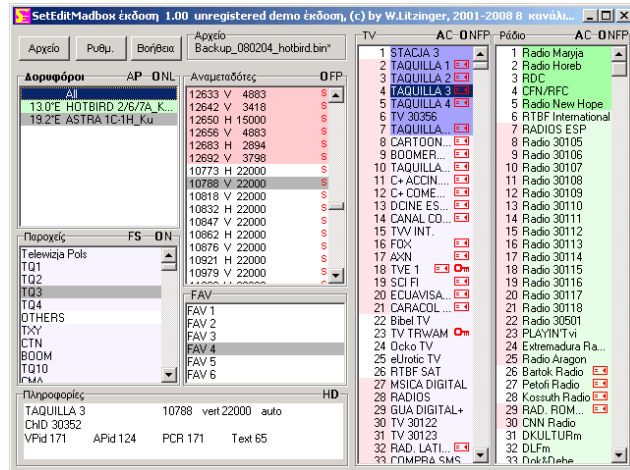 SetEditMadbox έκδοση 1.00 unregistered demo έκδοση, (c) by W.Litzinger, 2001-2008 8 κανάλι...
Αρχείο
Ρυθμ.
Βοήθεια
Αρχείο
Backup_080204_hotbird.bin*
Δορυφόροι AP ONL
All
13.0°E HOTBIRD 2/6/7A_K...
19.2°E ASTRA 1C-1H_Ku
Παροχείς FS ON
Telewizja Pols
TQ1
TQ2
TQ3
TQ4
OTHERS
TXY
CTN
BOOM
TQ10
CMA
Αναμεταδότες OFP
12633 V 4883 S
12642 V 3418 S
12650 H 15000 S
12656 V 4883 S
12683 H 2894 S
12692 V 3798 S
10773 H 22000 S
10788 V 22000 S
10818 V 22000 S
10832 H 22000 S
10847 V 22000 S
10862 H 22000 S
10876 V 22000 S
10921 H 22000 S
10979 V 22000 S
FAV
FAV 1
FAV 2
FAV 3
FAV 4
FAV 5
FAV 6
Πληροφορίες HD
TAQUILLA 3 10788 vert 22000 auto
ChID 30352
VPid 171 APid 124 PCR 171 Text 65
TV AC ONFP
1 STACJA 3
2 TAQUILLA 1
3 TAQUILLA 2
4 TAQUILLA 3
5 TAQUILLA 4
6 TV 30356
7 TAQUILLA...
8 CARTOON...
9 BOOMER...
10 TAQUILLA...
11 C+ ACCIN...
12 C+ COME...
13 DCINE ES...
14 CANAL CO...
15 TVV INT.
16 FOX
17 AXN
18 TVE 1
19 SCI FI
20 ECUAVISA...
21 CARACOL ...
22 Bibel TV
23 TV TRWAM
24 Ocko TV
25 eUrotic TV
26 RTBF SAT
27 MSICA DIGITAL
28 RADIOS
29 GUA DIGITAL+
30 TV 30122
31 TV 30123
32 RAD. LATI...
33 COMPRA SMS
Ράδιο AC ONFP
1 Radio Maryja
2 Radio Horeb
3 RDC
4 CFN/RFC
5 Radio New Hope
6 RTBF International
7 RADIOS ESP
8 Radio 30105
9 Radio 30106
10 Radio 30107
11 Radio 30108
12 Radio 30109
13 Radio 30110
14 Radio 30111
15 Radio 30112
16 Radio 30113
17 Radio 30114
18 Radio 30115
19 Radio 30116
20 Radio 30117
21 Radio 30118
22 Radio 30501
23 PLAYIN'Tvi
24 Extremadura Ra...
25 Radio Aragon
26 Bartok Radio
27 Petofi Radio
28 Kossuth Radio
29 RAD. ROM...
30 CNN Radio
31 DKULTURm
32 DLFm
33 Dok&Debe